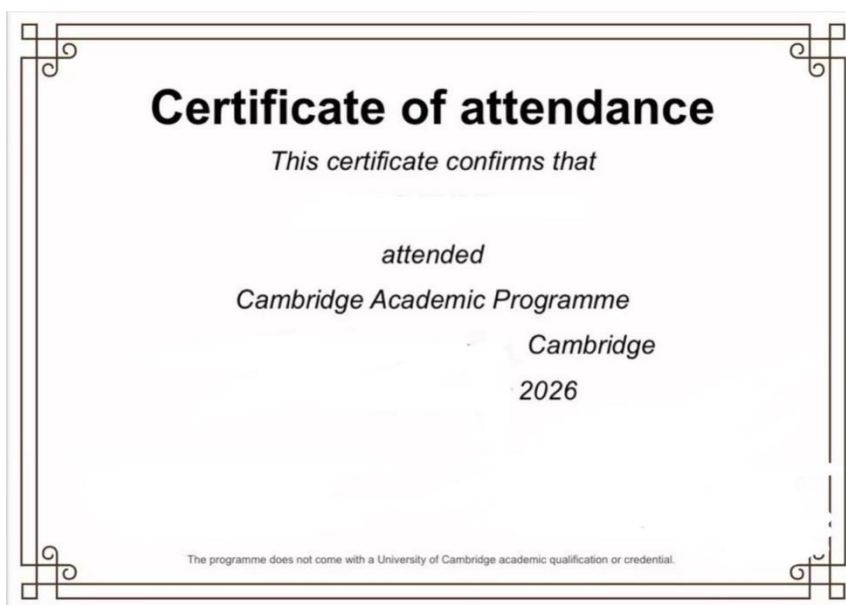 Certificate of attendance
This certificate confirms that
attended
Cambridge Academic Programme
Cambridge
2026
The programme does not come with a University of Cambridge academic qualification or credential.